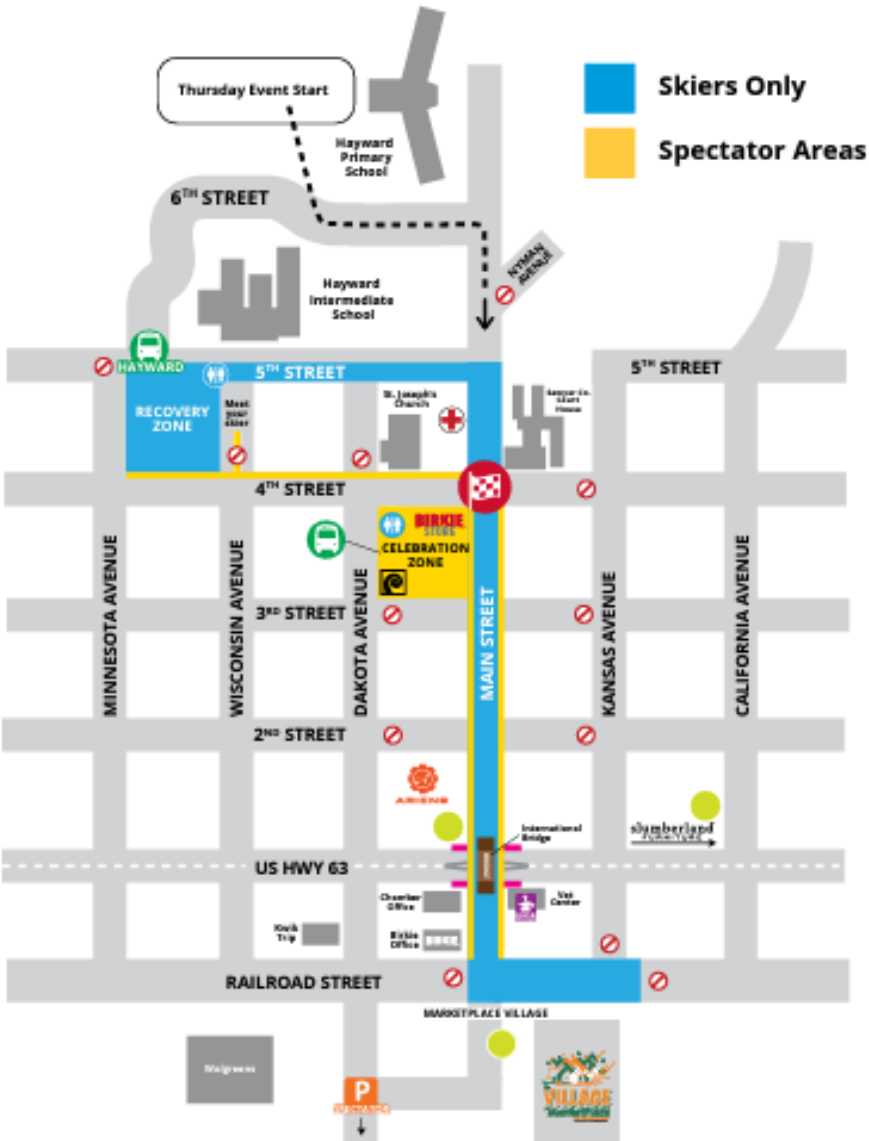 Thursday Event Start
Skiers Only
Spectator Areas
Hayward
Primary
School
6TH STREET
NYMAN
AVENUE
Hayward
Intermediate
School
HAYWARD
5TH STREET
5TH STREET
RECOVERY
ZONE
Meet
your
skier
St. Joseph's
Church
House
4TH STREET
BIRKIE
STORE
CELEBRATION
ZONE
MINNESOTA AVENUE
WISCONSIN AVENUE
DAKOTA AVENUE
MAIN STREET
KANSAS AVENUE
CALIFORNIA AVENUE
3RD STREET
2ND STREET
ARIENS
International
Bridge
slumberland
FURNITURE
US HWY 63
Chamber
Office
Vet
Center
Kwik
Trip
Birkie
Office
RAILROAD STREET
MARKETPLACE VILLAGE
Walgreens
P
VILLAGE